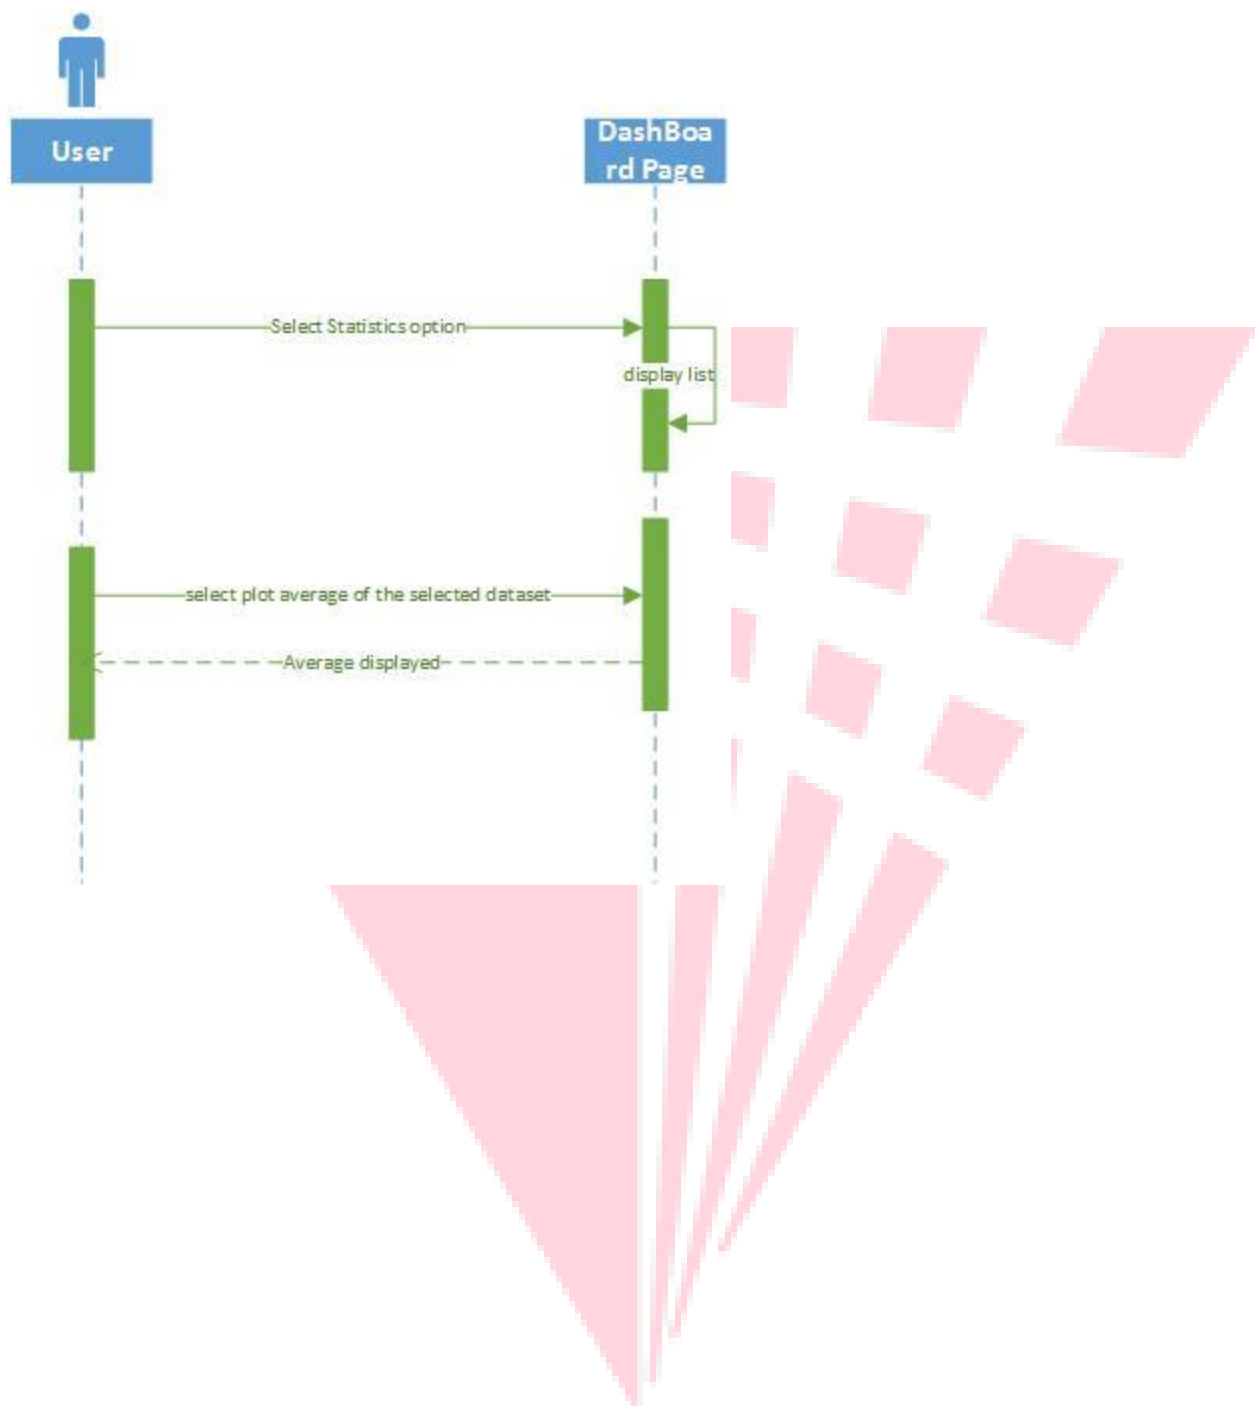 User
DashBoa
rd Page
Select Statistics option
display list
select plot average of the selected dataset
Average displayed